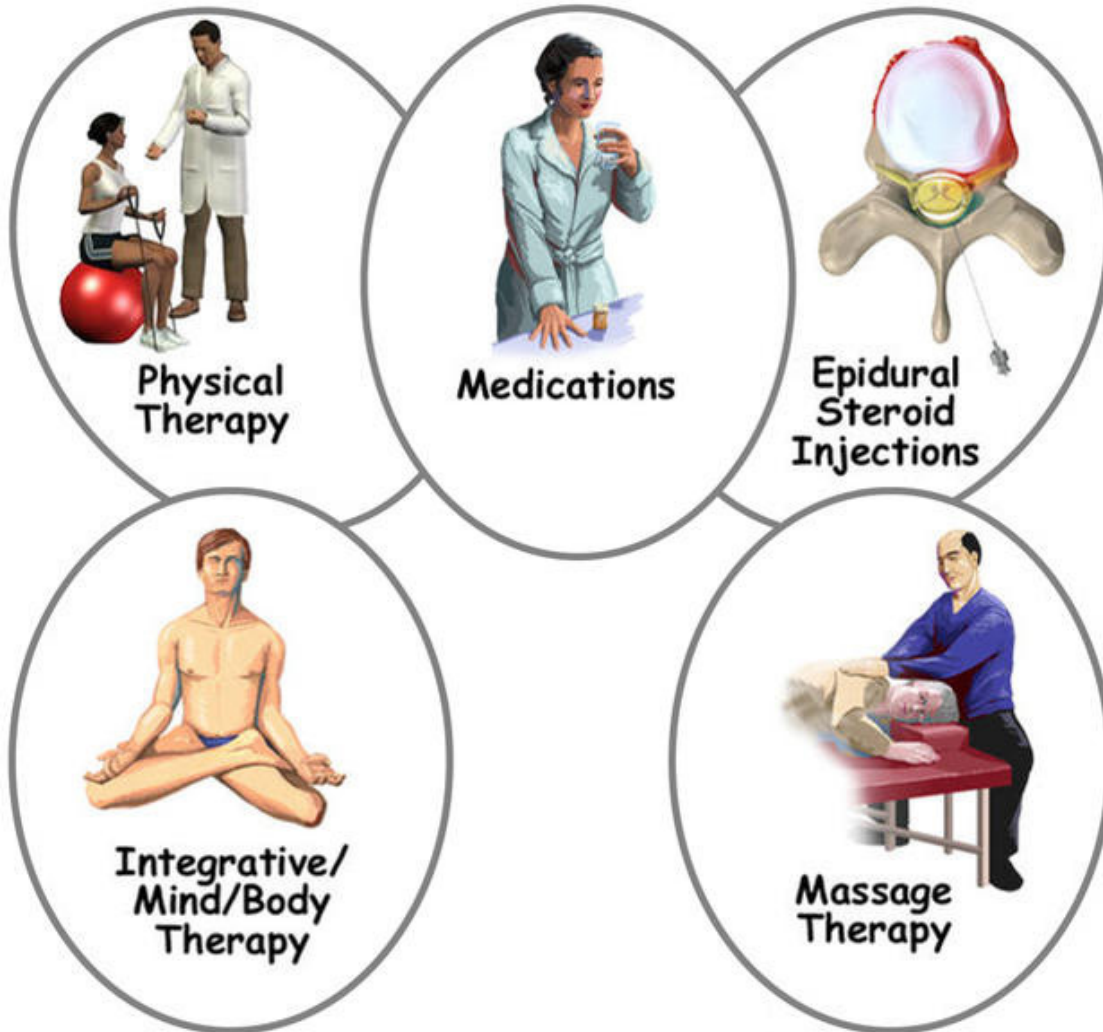 Physical
Therapy
Medications
Epidural
Steroid
Injections
Integrative/
Mind/Body
Therapy
Massage
Therapy